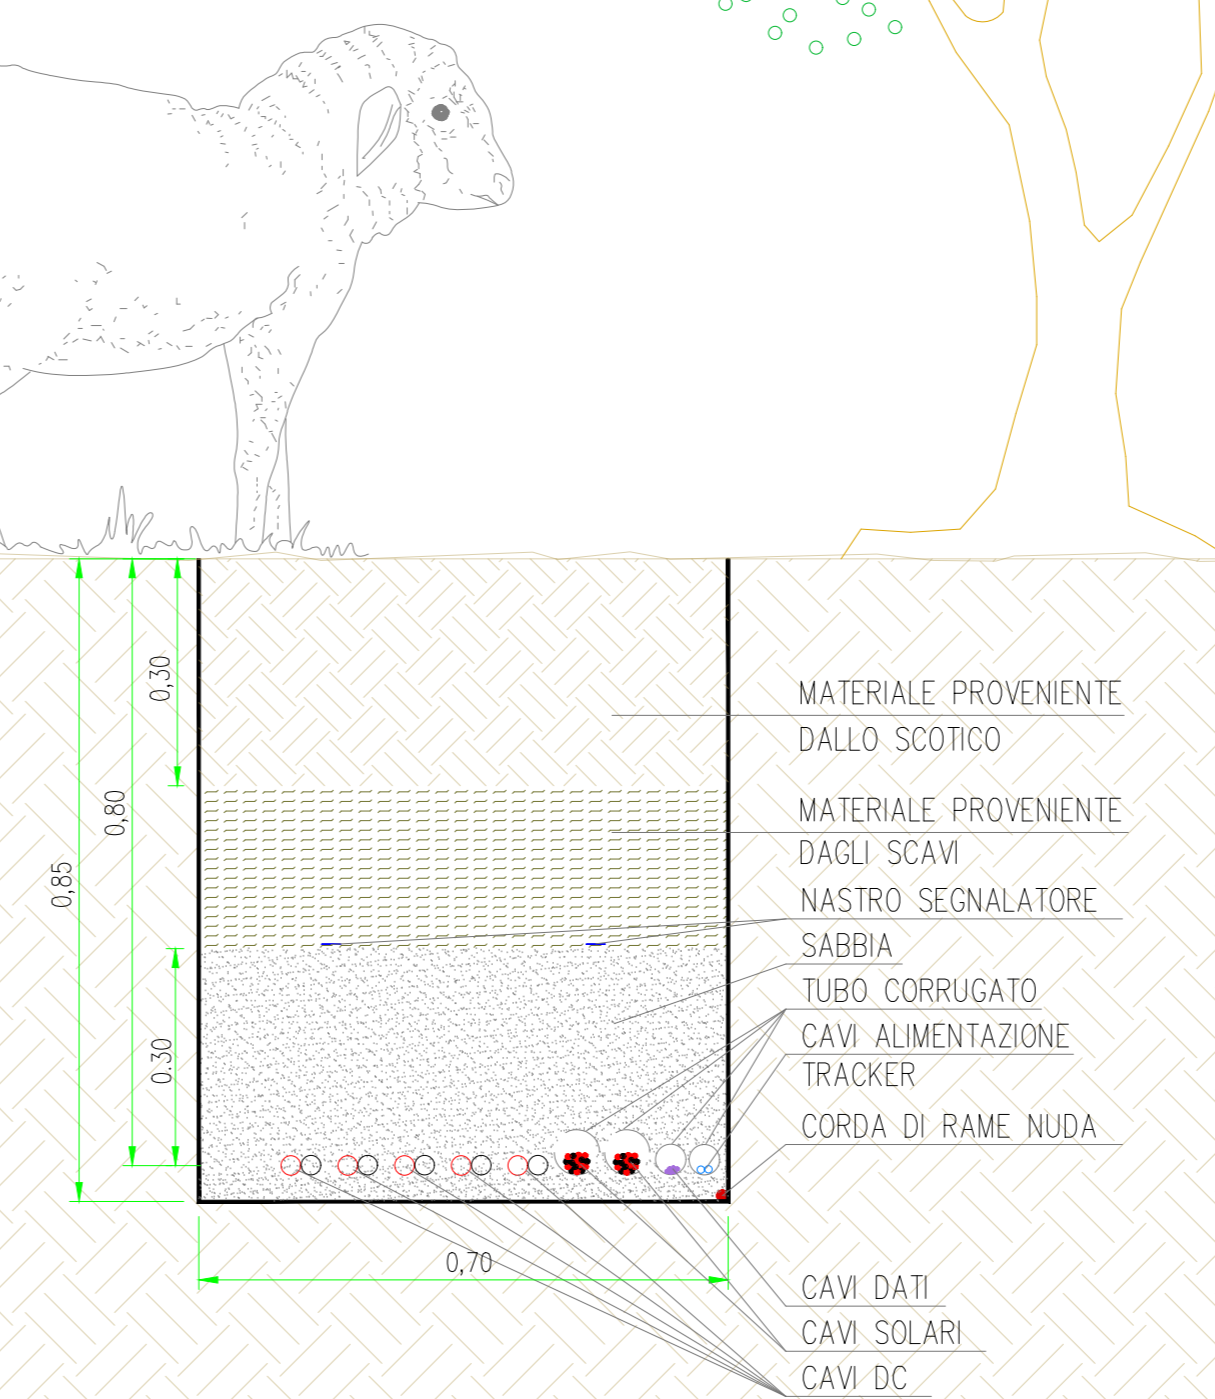 0,30
0,80
0,85
0.30
0,70
MATERIALE PROVENIENTE
DALLO SCOTICO
MATERIALE PROVENIENTE
DAGLI SCAVI
NASTRO SEGNALATORE
SABBIA
TUBO CORRUGATO
CAVI ALIMENTAZIONE
TRACKER
CORDA DI RAME NUDA
CAVI DATI
CAVI SOLARI
CAVI DC